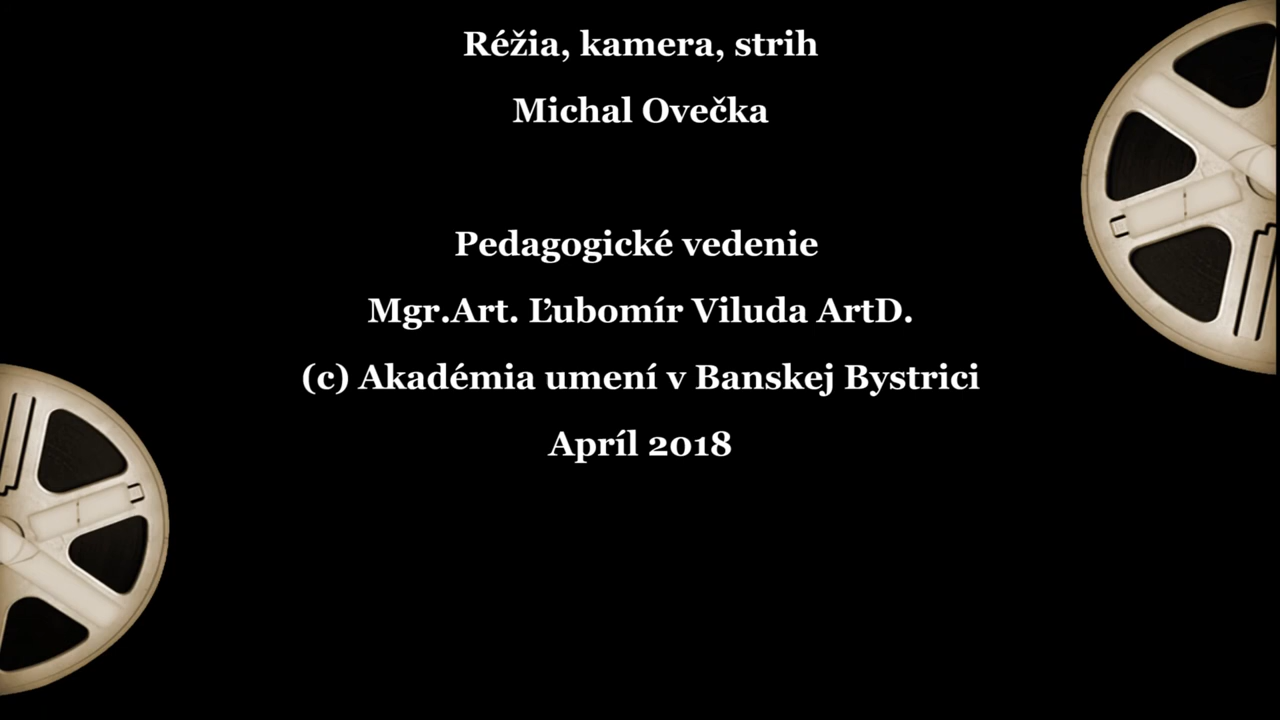 Réžia, kamera, strih
Michal Ovečka
Pedagogické vedenie
Mgr.Art. Ľubomír Viluda ArtD.
(c) Akadémia umení v Banskej Bystrici
Apríl 2018